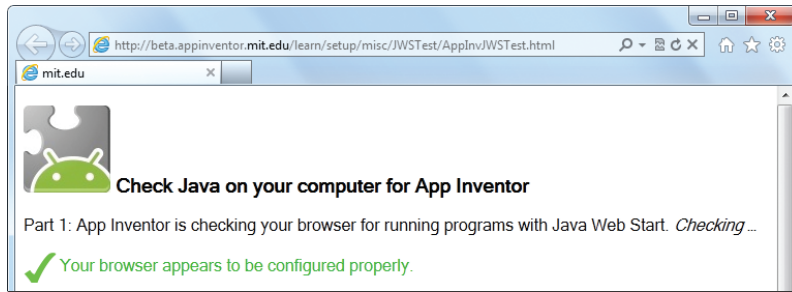 http://beta.appinventor.mit.edu/learn/setup/misc/JWSTest/AppInvJWSTest.html
mit.edu
Check Java on your computer for App Inventor
Part 1: App Inventor is checking your browser for running programs with Java Web Start. Checking ...
Your browser appears to be configured properly.